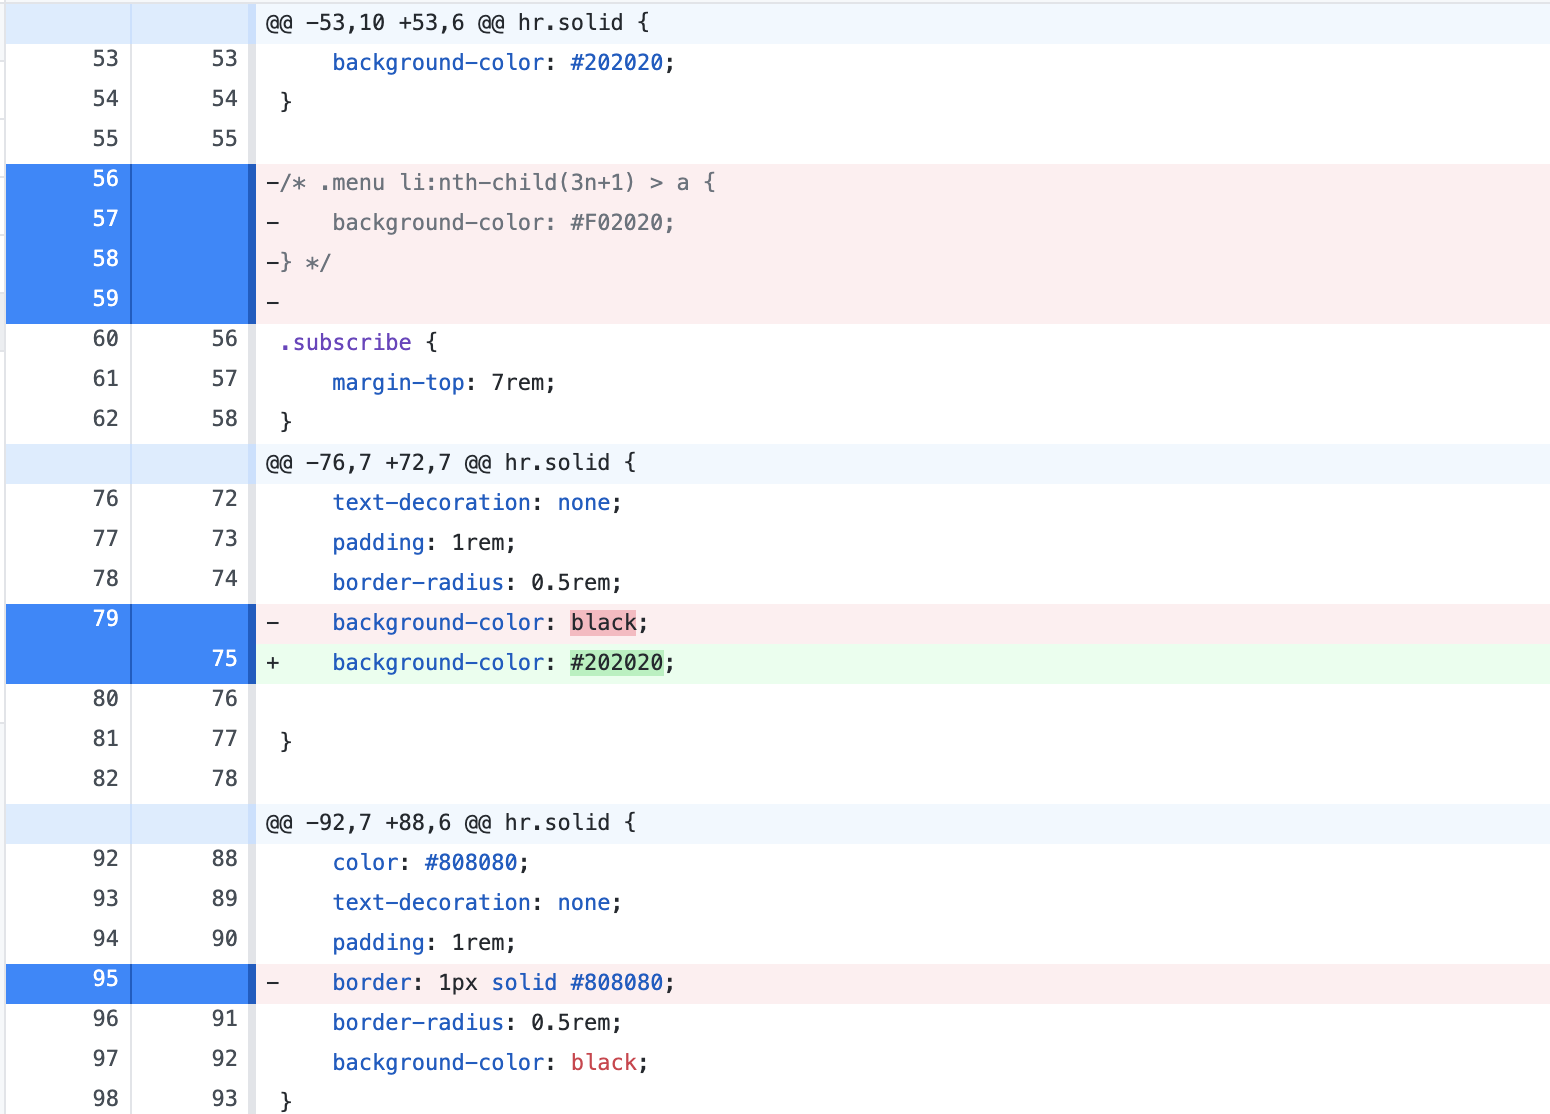 @@ -53,10 +53,6 @@ hr.solid {
53 53 background-color: #202020;
54 54 }
55 55
56 -/* .menu li:nth-child(3n+1) > a {
57 - background-color: #F02020;
58 -} */
59 -
60 56 .subscribe {
61 57 margin-top: 7rem;
62 58 }
@@ -76,7 +72,7 @@ hr.solid {
76 72 text-decoration: none;
77 73 padding: 1rem;
78 74 border-radius: 0.5rem;
79 - background-color: black;
75 + background-color: #202020;
80 76
81 77 }
82 78
@@ -92,7 +88,6 @@ hr.solid {
92 88 color: #808080;
93 89 text-decoration: none;
94 90 padding: 1rem;
95 - border: 1px solid #808080;
96 91 border-radius: 0.5rem;
97 92 background-color: black;
98 93 }